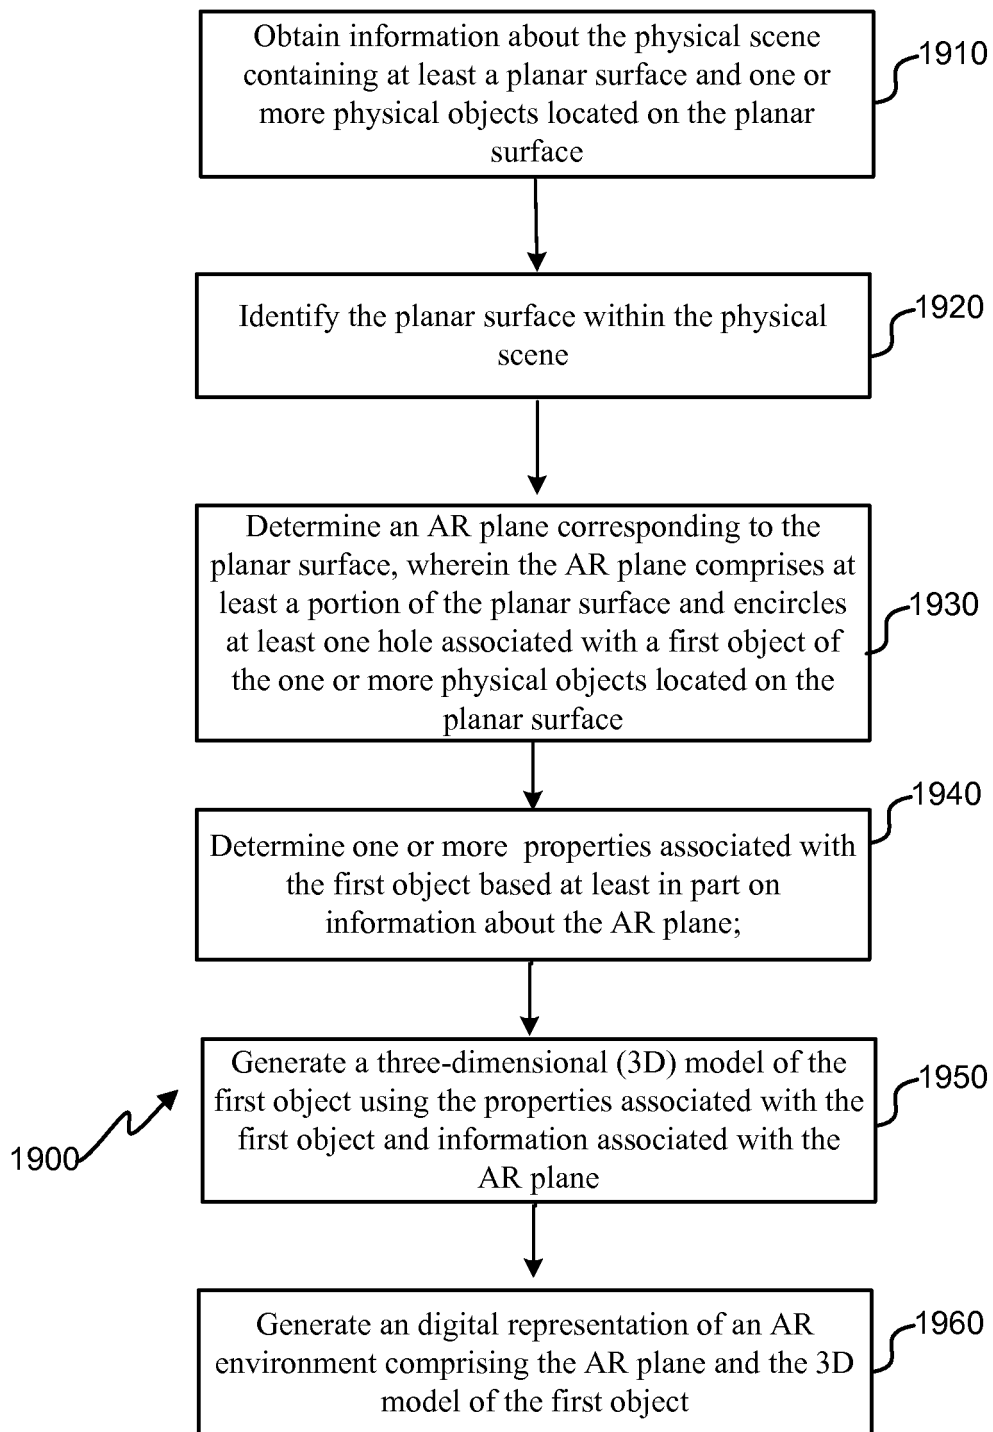 Obtain information about the physical scene
containing at least a planar surface and one or
more physical objects located on the planar
surface
1910
Identify the planar surface within the physical
scene
1920
Determine an AR plane corresponding to the
planar surface, wherein the AR plane comprises at
least a portion of the planar surface and encircles
at least one hole associated with a first object of
the one or more physical objects located on the
planar surface
1930
Determine one or more  properties associated with
the first object based at least in part on
information about the AR plane;
1940
Generate a three-dimensional (3D) model of the
first object using the properties associated with the
first object and information associated with the
AR plane
1950
1900
Generate an digital representation of an AR
environment comprising the AR plane and the 3D
model of the first object
1960